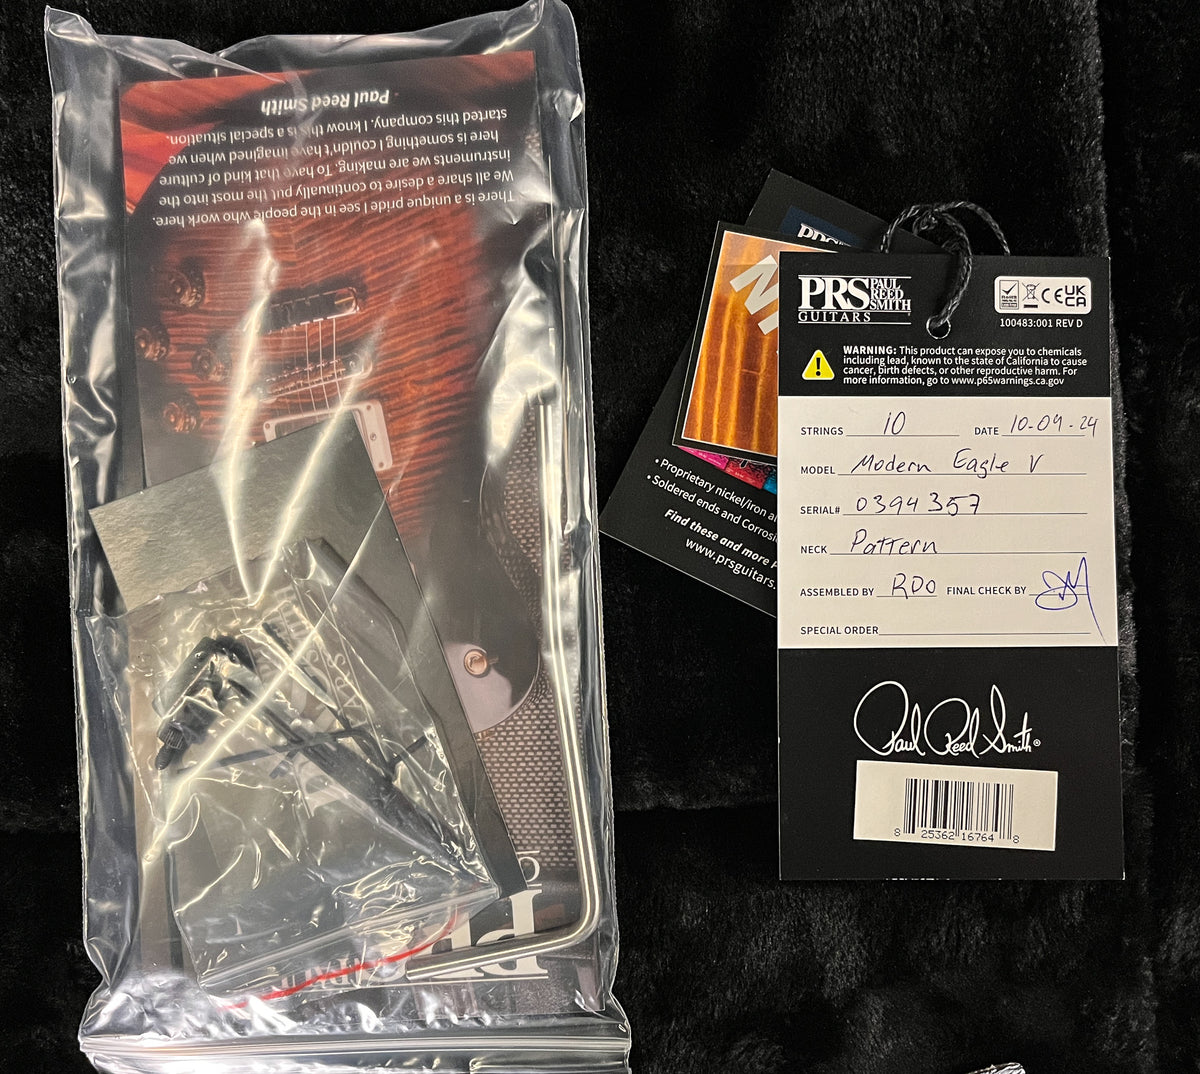 There is a unique pride I see in the people who work here.
We all share a desire to continually put the most into the
instruments we are making. To have that kind of culture
here is something I couldn't have imagined when we
started this company. I know this is a special situation.
- Paul Reed Smith
ARS
• Proprietary nickel/iron
• Soldered ends and
Find these and more
www.prsguitars.
PRS PAUL REED SMITH
GUITARS
RoHS
CE UKCA
100483:001 REV D
WARNING: This product can expose you to chemicals
including lead, known to the state of California to cause
cancer, birth defects, or other reproductive harm. For
more information, go to www.p65warnings.ca.gov
STRINGS 10 DATE 10-09-24
MODEL Modern Eagle V
SERIAL# 0394357
NECK Pattern
ASSEMBLED BY RDO FINAL CHECK BY
SPECIAL ORDER
Paul Reed Smith®
8 25362 16764 8